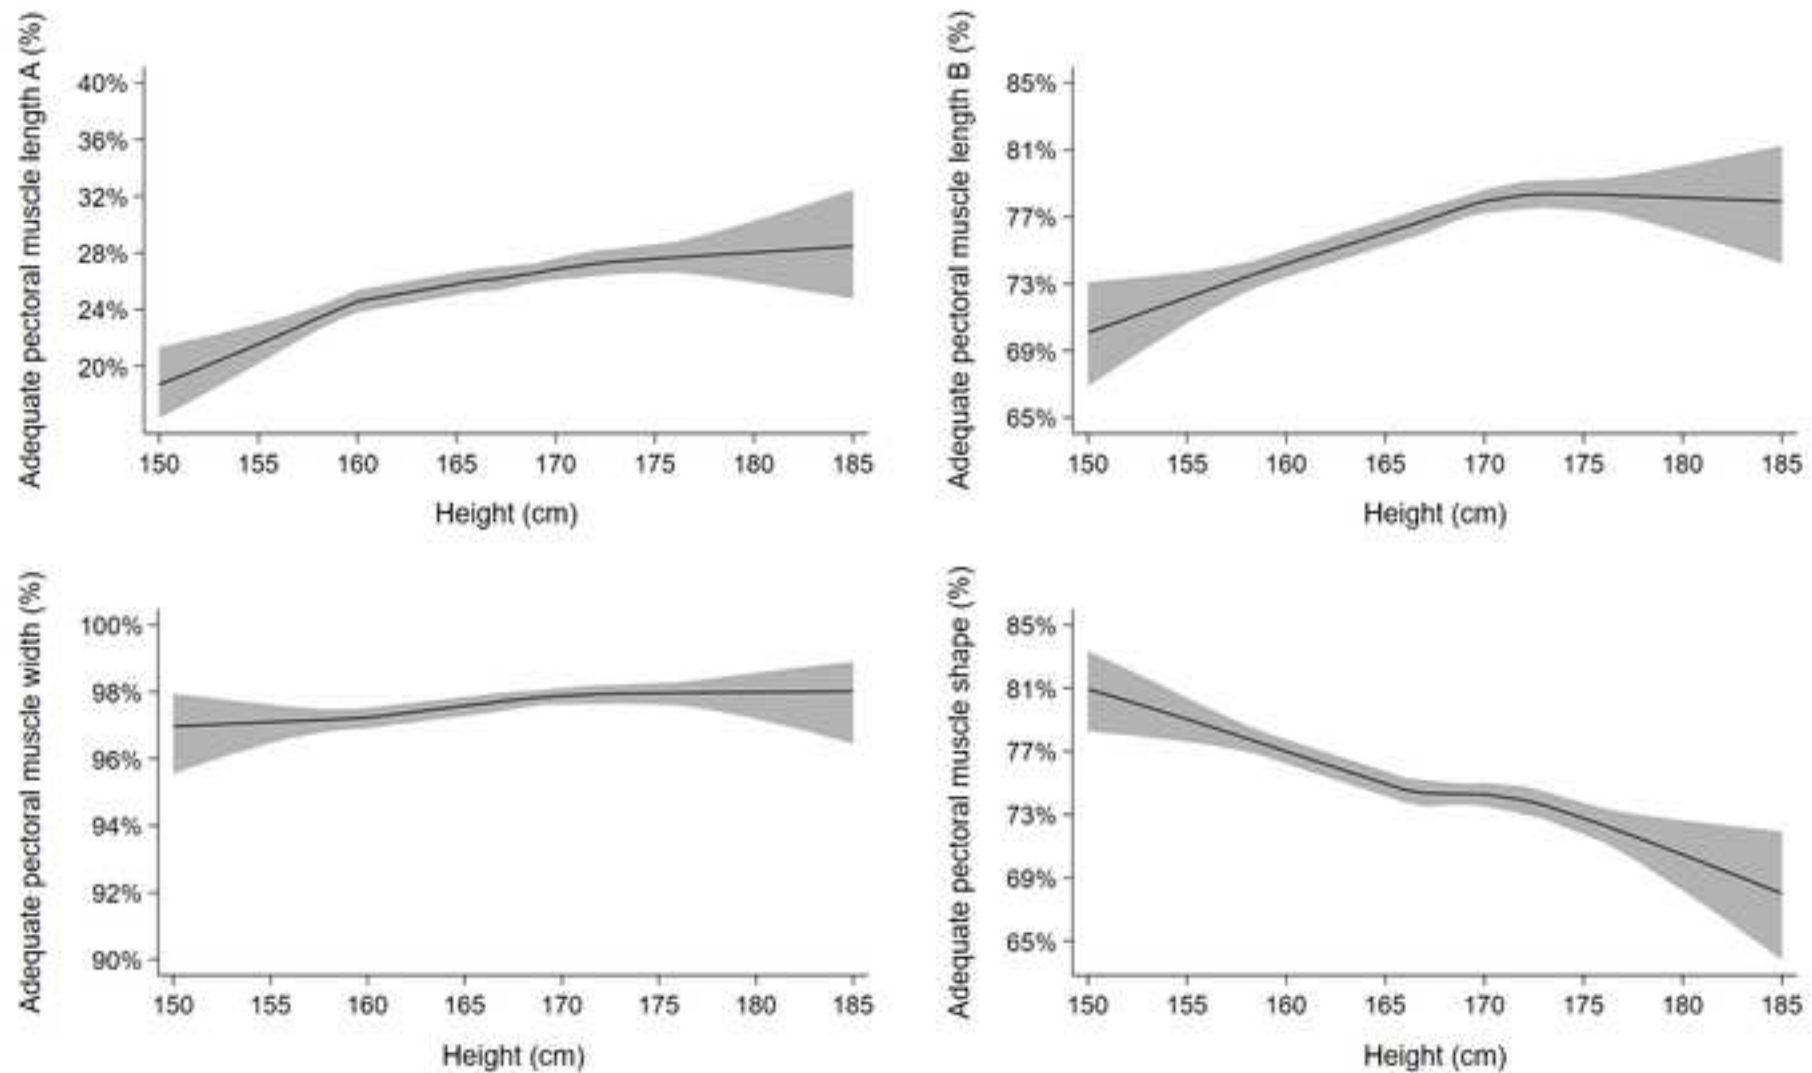 Adequate pectoral muscle length A (%)
40%
36%
32%
28%
24%
20%
150 155 160 165 170 175 180 185
Height (cm)
Adequate pectoral muscle length B (%)
85%
81%
77%
73%
69%
65%
150 155 160 165 170 175 180 185
Height (cm)
Adequate pectoral muscle width (%)
100%
98%
96%
94%
92%
90%
150 155 160 165 170 175 180 185
Height (cm)
Adequate pectoral muscle shape (%)
85%
81%
77%
73%
69%
65%
150 155 160 165 170 175 180 185
Height (cm)